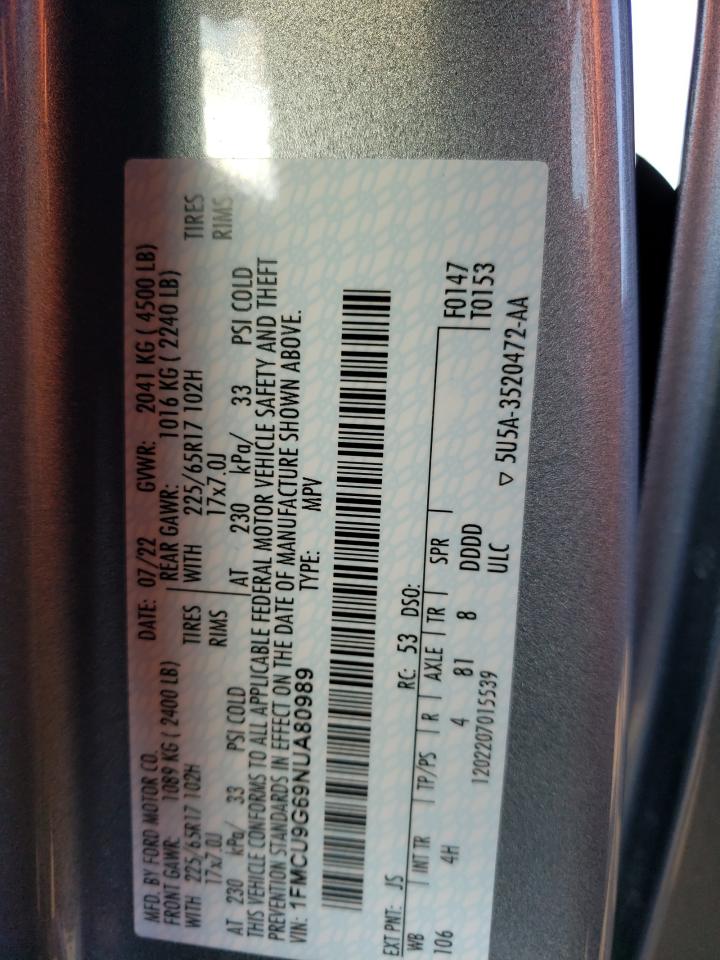 MFD. BY FORD MOTOR CO. DATE: 07/22 GVWR: 2041 KG ( 4500 LB)
FRONT GAWR: 1089 KG ( 2400 LB) REAR GAWR: 1016 KG ( 2240 LB)
WITH 225/65R17 102H TIRES WITH 225/65R17 102H TIRES
17x7.0J RIMS 17x7.0J RIMS
AT 230 kPa/ 33 PSI COLD AT 230 kPa/ 33 PSI COLD
THIS VEHICLE CONFORMS TO ALL APPLICABLE FEDERAL MOTOR VEHICLE SAFETY AND THEFT
PREVENTION STANDARDS IN EFFECT ON THE DATE OF MANUFACTURE SHOWN ABOVE.
VIN: 1FMCU9G69NUA80989 TYPE: MPV
EXT PNT: JS RC: 53 DSO: F0147
WB INT TR TP/PS R AXLE TR SPR T0153
106 4H 4 81 8 DDDD
1202207015539 ULC ▽ 5U5A-3520472-AA